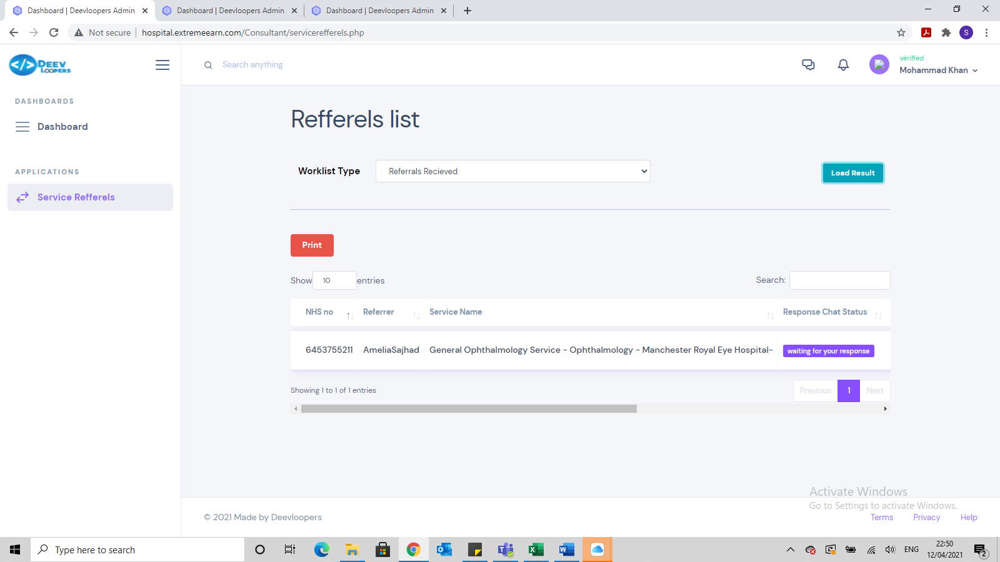 Dashboard | Deevloopers Admin
Dashboard | Deevloopers Admin
Dashboard | Deevloopers Admin
Not secure
hospital.extremeearn.com/Consultant/servicerefferels.php
S
</>DEEV LOOPERS
Search anything
verified
Mohammad Khan
DASHBOARDS
Dashboard
APPLICATIONS
Service Refferels
Refferels list
Worklist Type
Referrals Recieved
Load Result
Print
Show 10 entries
Search:
NHS no Referrer Service Name Response Chat Status
6453755211 AmeliaSajhad General Ophthalmology Service - Ophthalmology - Manchester Royal Eye Hospital- waiting for your response
Showing 1 to 1 of 1 entries
Previous 1 Next
Activate Windows
Go to Settings to activate Windows.
© 2021 Made by Deevloopers
Terms Privacy Help
Type here to search
ENG
22:50
12/04/2021
2